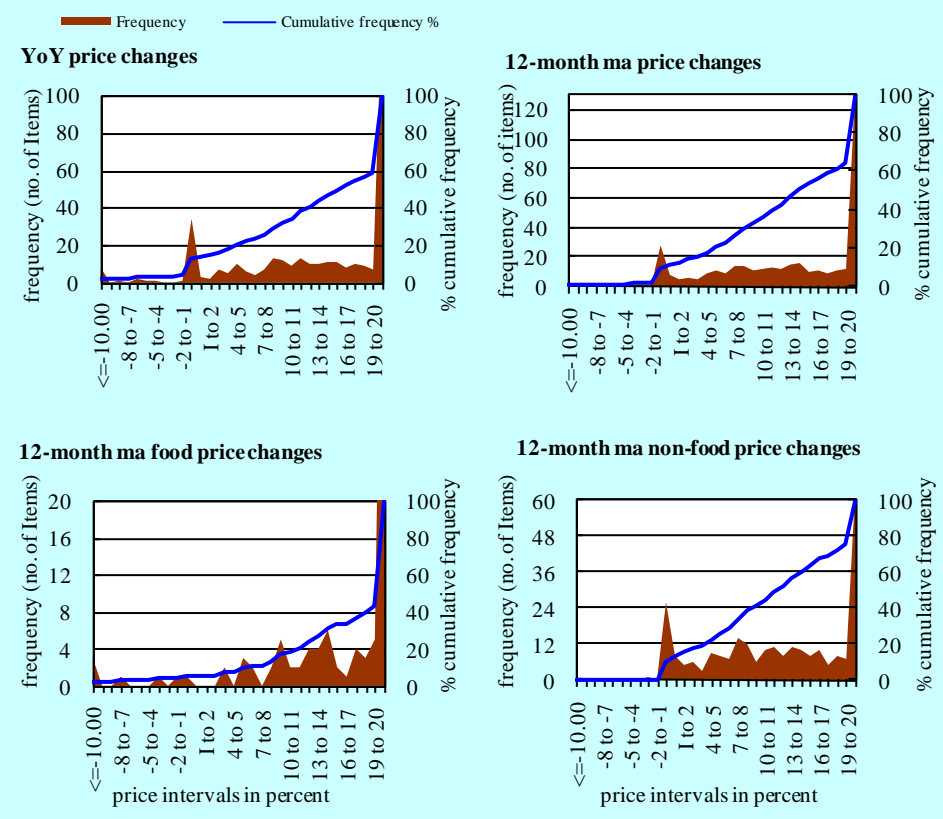 Frequency Cumulative frequency %
YoY price changes
frequency (no. of Items)
100
80
60
40
20
0
100
80
60
40
20
0
% cumulative frequency
<=-10.00
-8 to -7
-5 to -4
-2 to -1
I to 2
4 to 5
7 to 8
10 to 11
13 to 14
16 to 17
19 to 20
12-month ma price changes
frequency (no. of items)
120
100
80
60
40
20
0
100
80
60
40
20
0
% cumulative frequency
<=-10.00
-8 to -7
-5 to -4
-2 to -1
I to 2
4 to 5
7 to 8
10 to 11
13 to 14
16 to 17
19 to 20
12-month ma food price changes
frequency (no. of Items)
20
16
12
8
4
0
100
80
60
40
20
0
% cumulative frequency
<=-10.00
-8 to -7
-5 to -4
-2 to -1
I to 2
4 to 5
7 to 8
10 to 11
13 to 14
16 to 17
19 to 20
price intervals in percent
12-month ma non-food price changes
frequency (no. of Items)
60
48
36
24
12
0
100
80
60
40
20
0
% cumulative frequency
<=-10.00
-8 to -7
-5 to -4
-2 to -1
I to 2
4 to 5
7 to 8
10 to 11
13 to 14
16 to 17
19 to 20
price intervals in percent